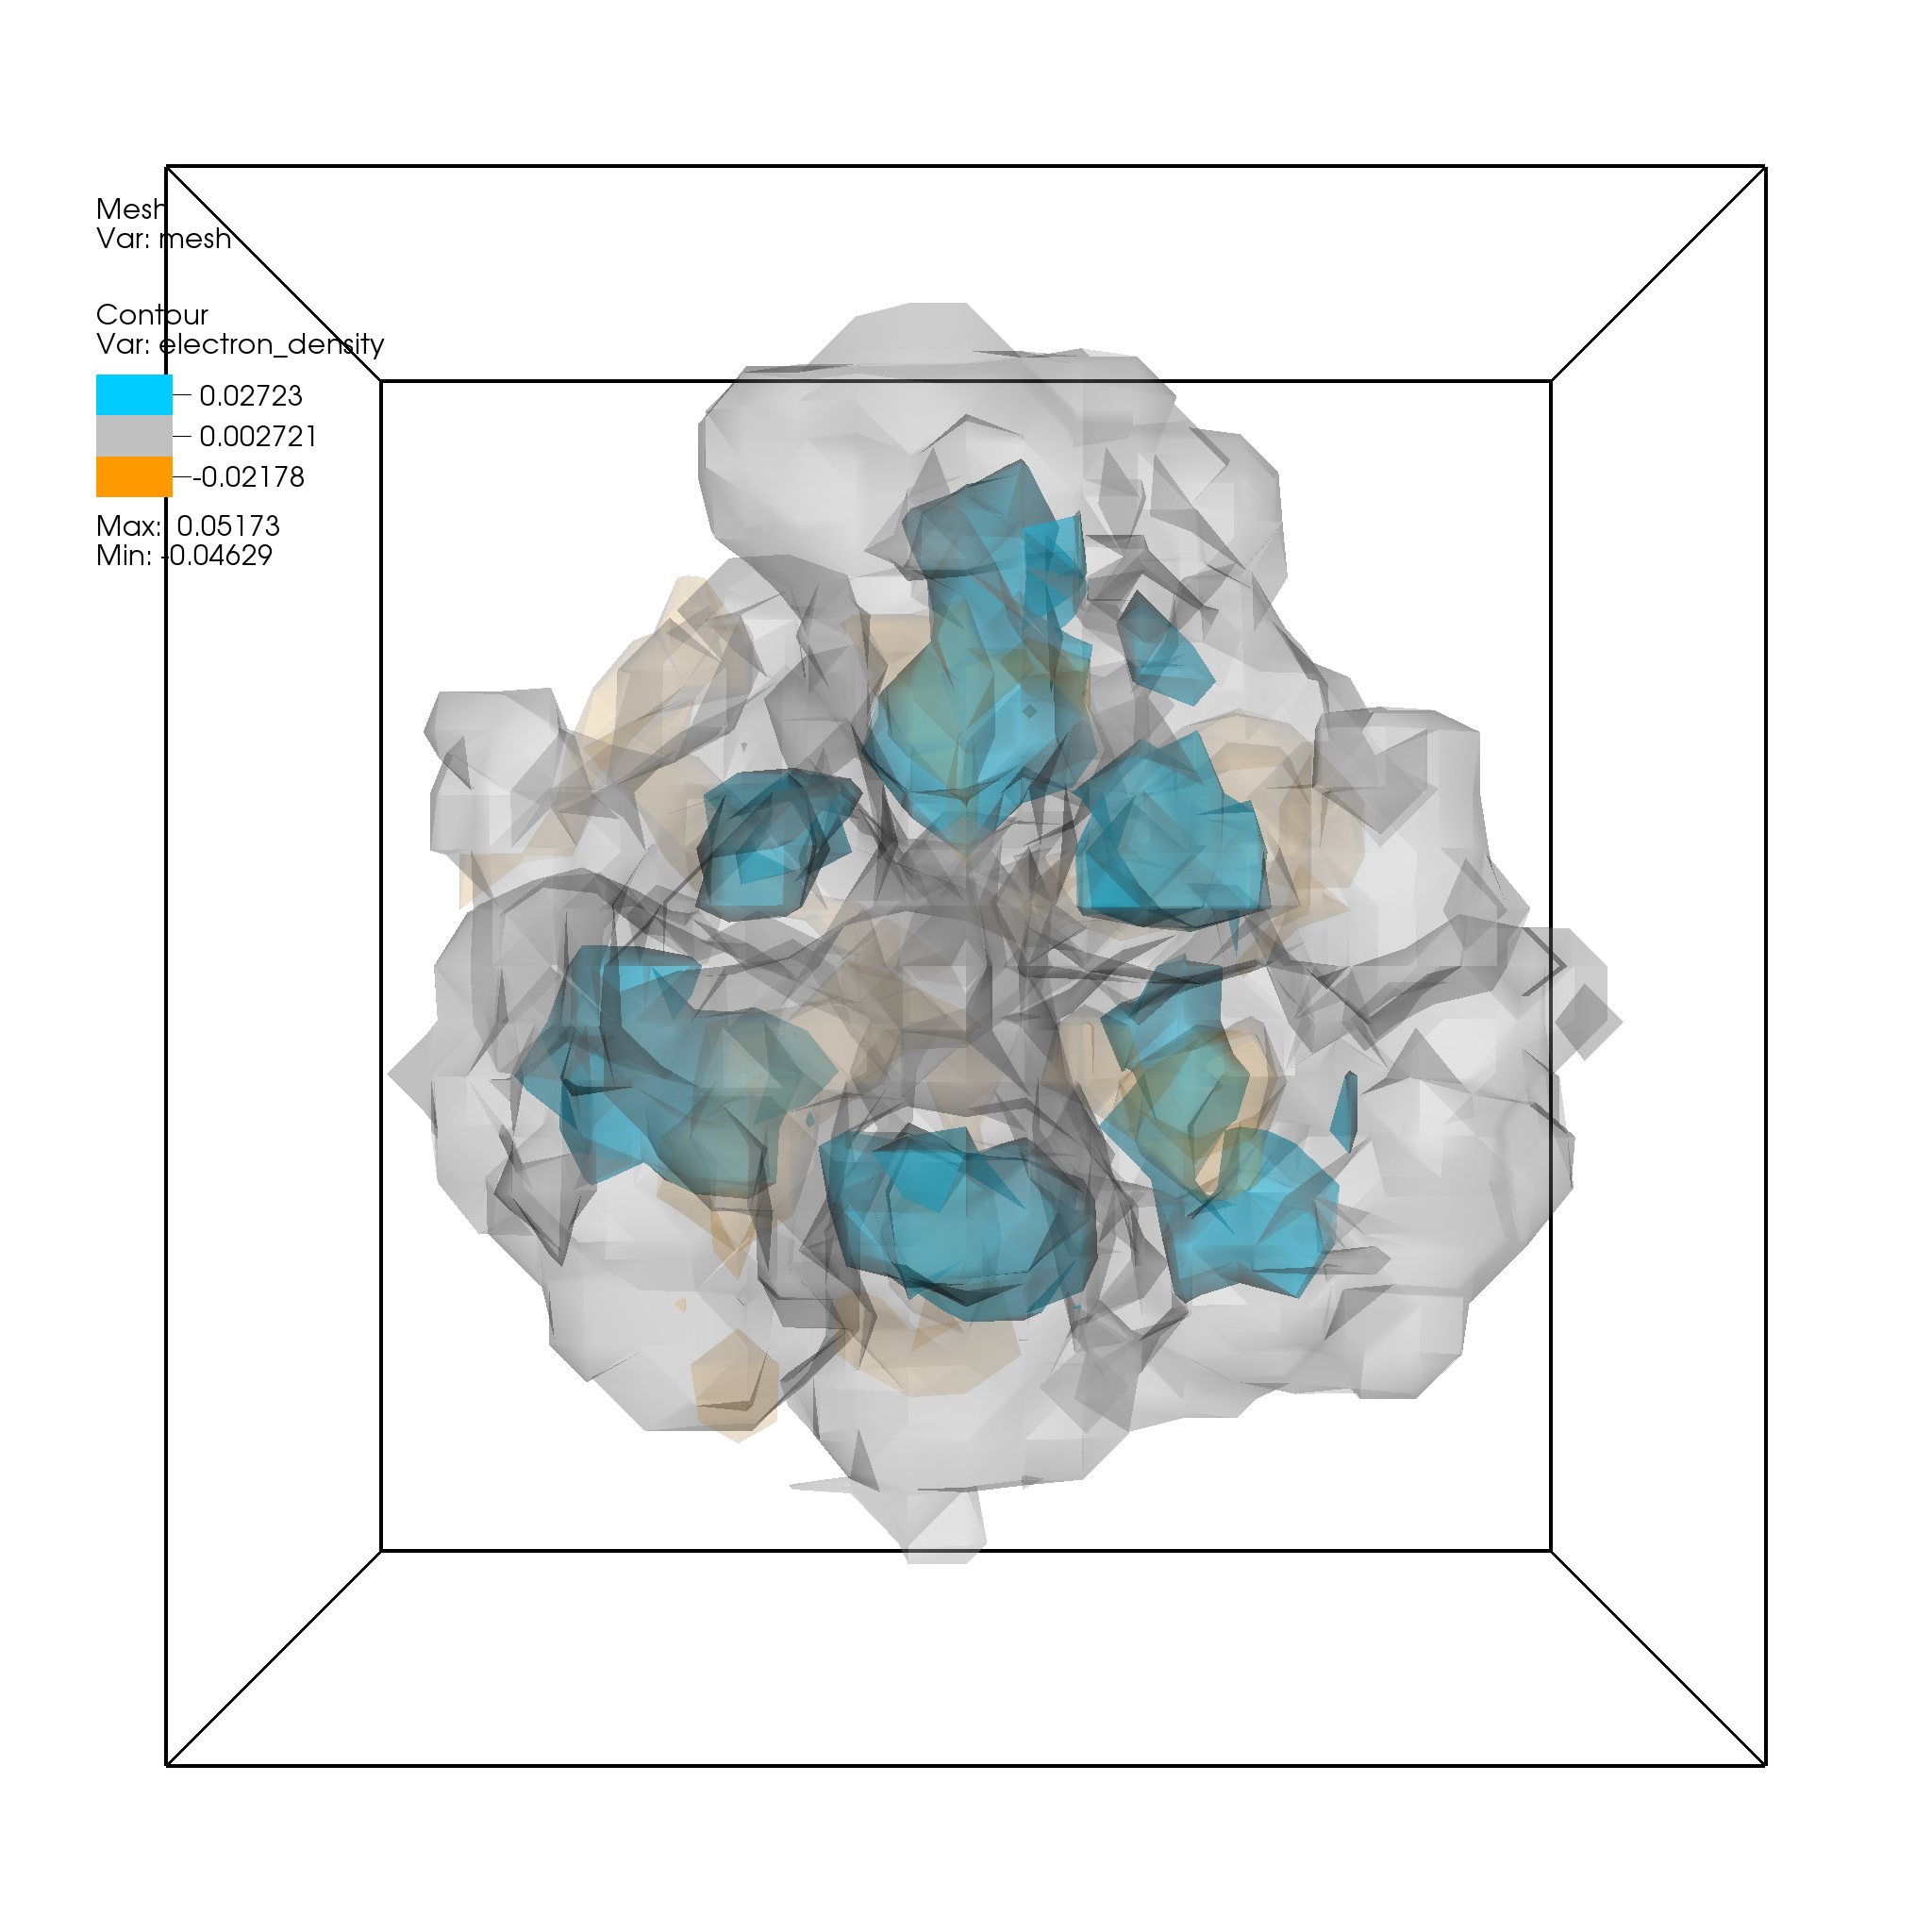 Mesh
Var: mesh
Contour
Var: electron_density
0.02723
0.002721
-0.02178
Max: 0.05173
Min: -0.04629